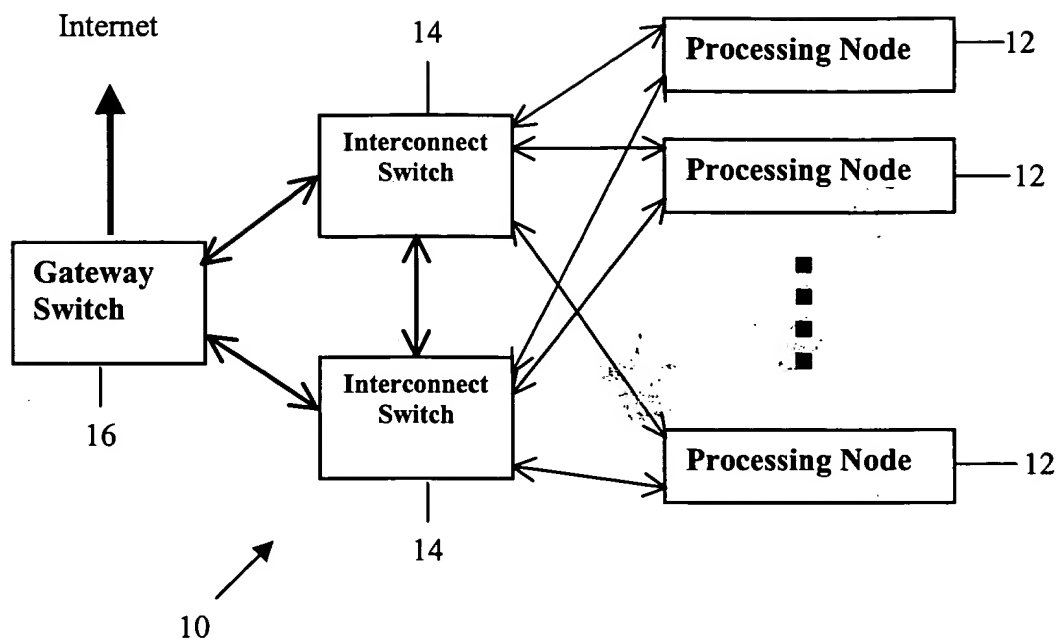 Internet
14
Processing Node
12
Interconnect
Switch
Processing Node
12
Gateway
Switch
16
Interconnect
Switch
14
Processing Node
12
10